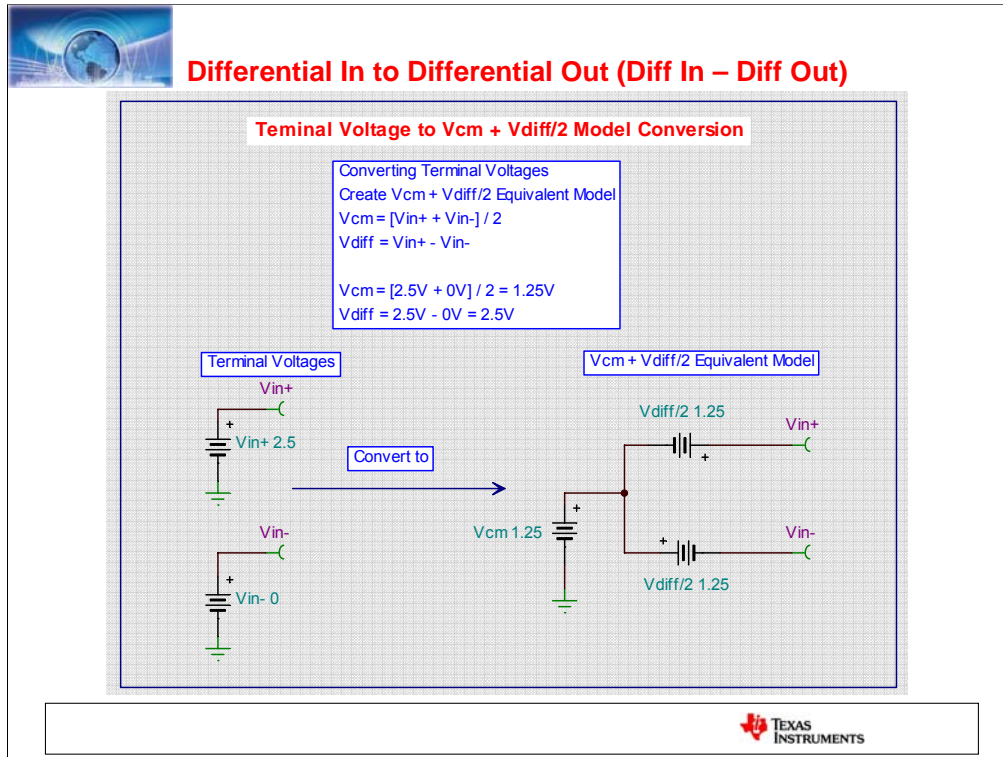 Differential In to Differential Out (Diff In – Diff Out)
Teminal Voltage to Vcm + Vdiff/2 Model Conversion
Converting Terminal Voltages
Create Vcm + Vdiff/2 Equivalent Model
Vcm = [Vin+ + Vin-] / 2
Vdiff = Vin+ - Vin-
Vcm = [2.5V + 0V] / 2 = 1.25V
Vdiff = 2.5V - 0V = 2.5V
Terminal Voltages
Vin+
+
Vin+ 2.5
Vin-
+
Vin- 0
Convert to
Vcm + Vdiff/2 Equivalent Model
Vdiff/2 1.25
+
Vin+
+
Vcm 1.25
+
Vin-
Vdiff/2 1.25
TEXAS
INSTRUMENTS